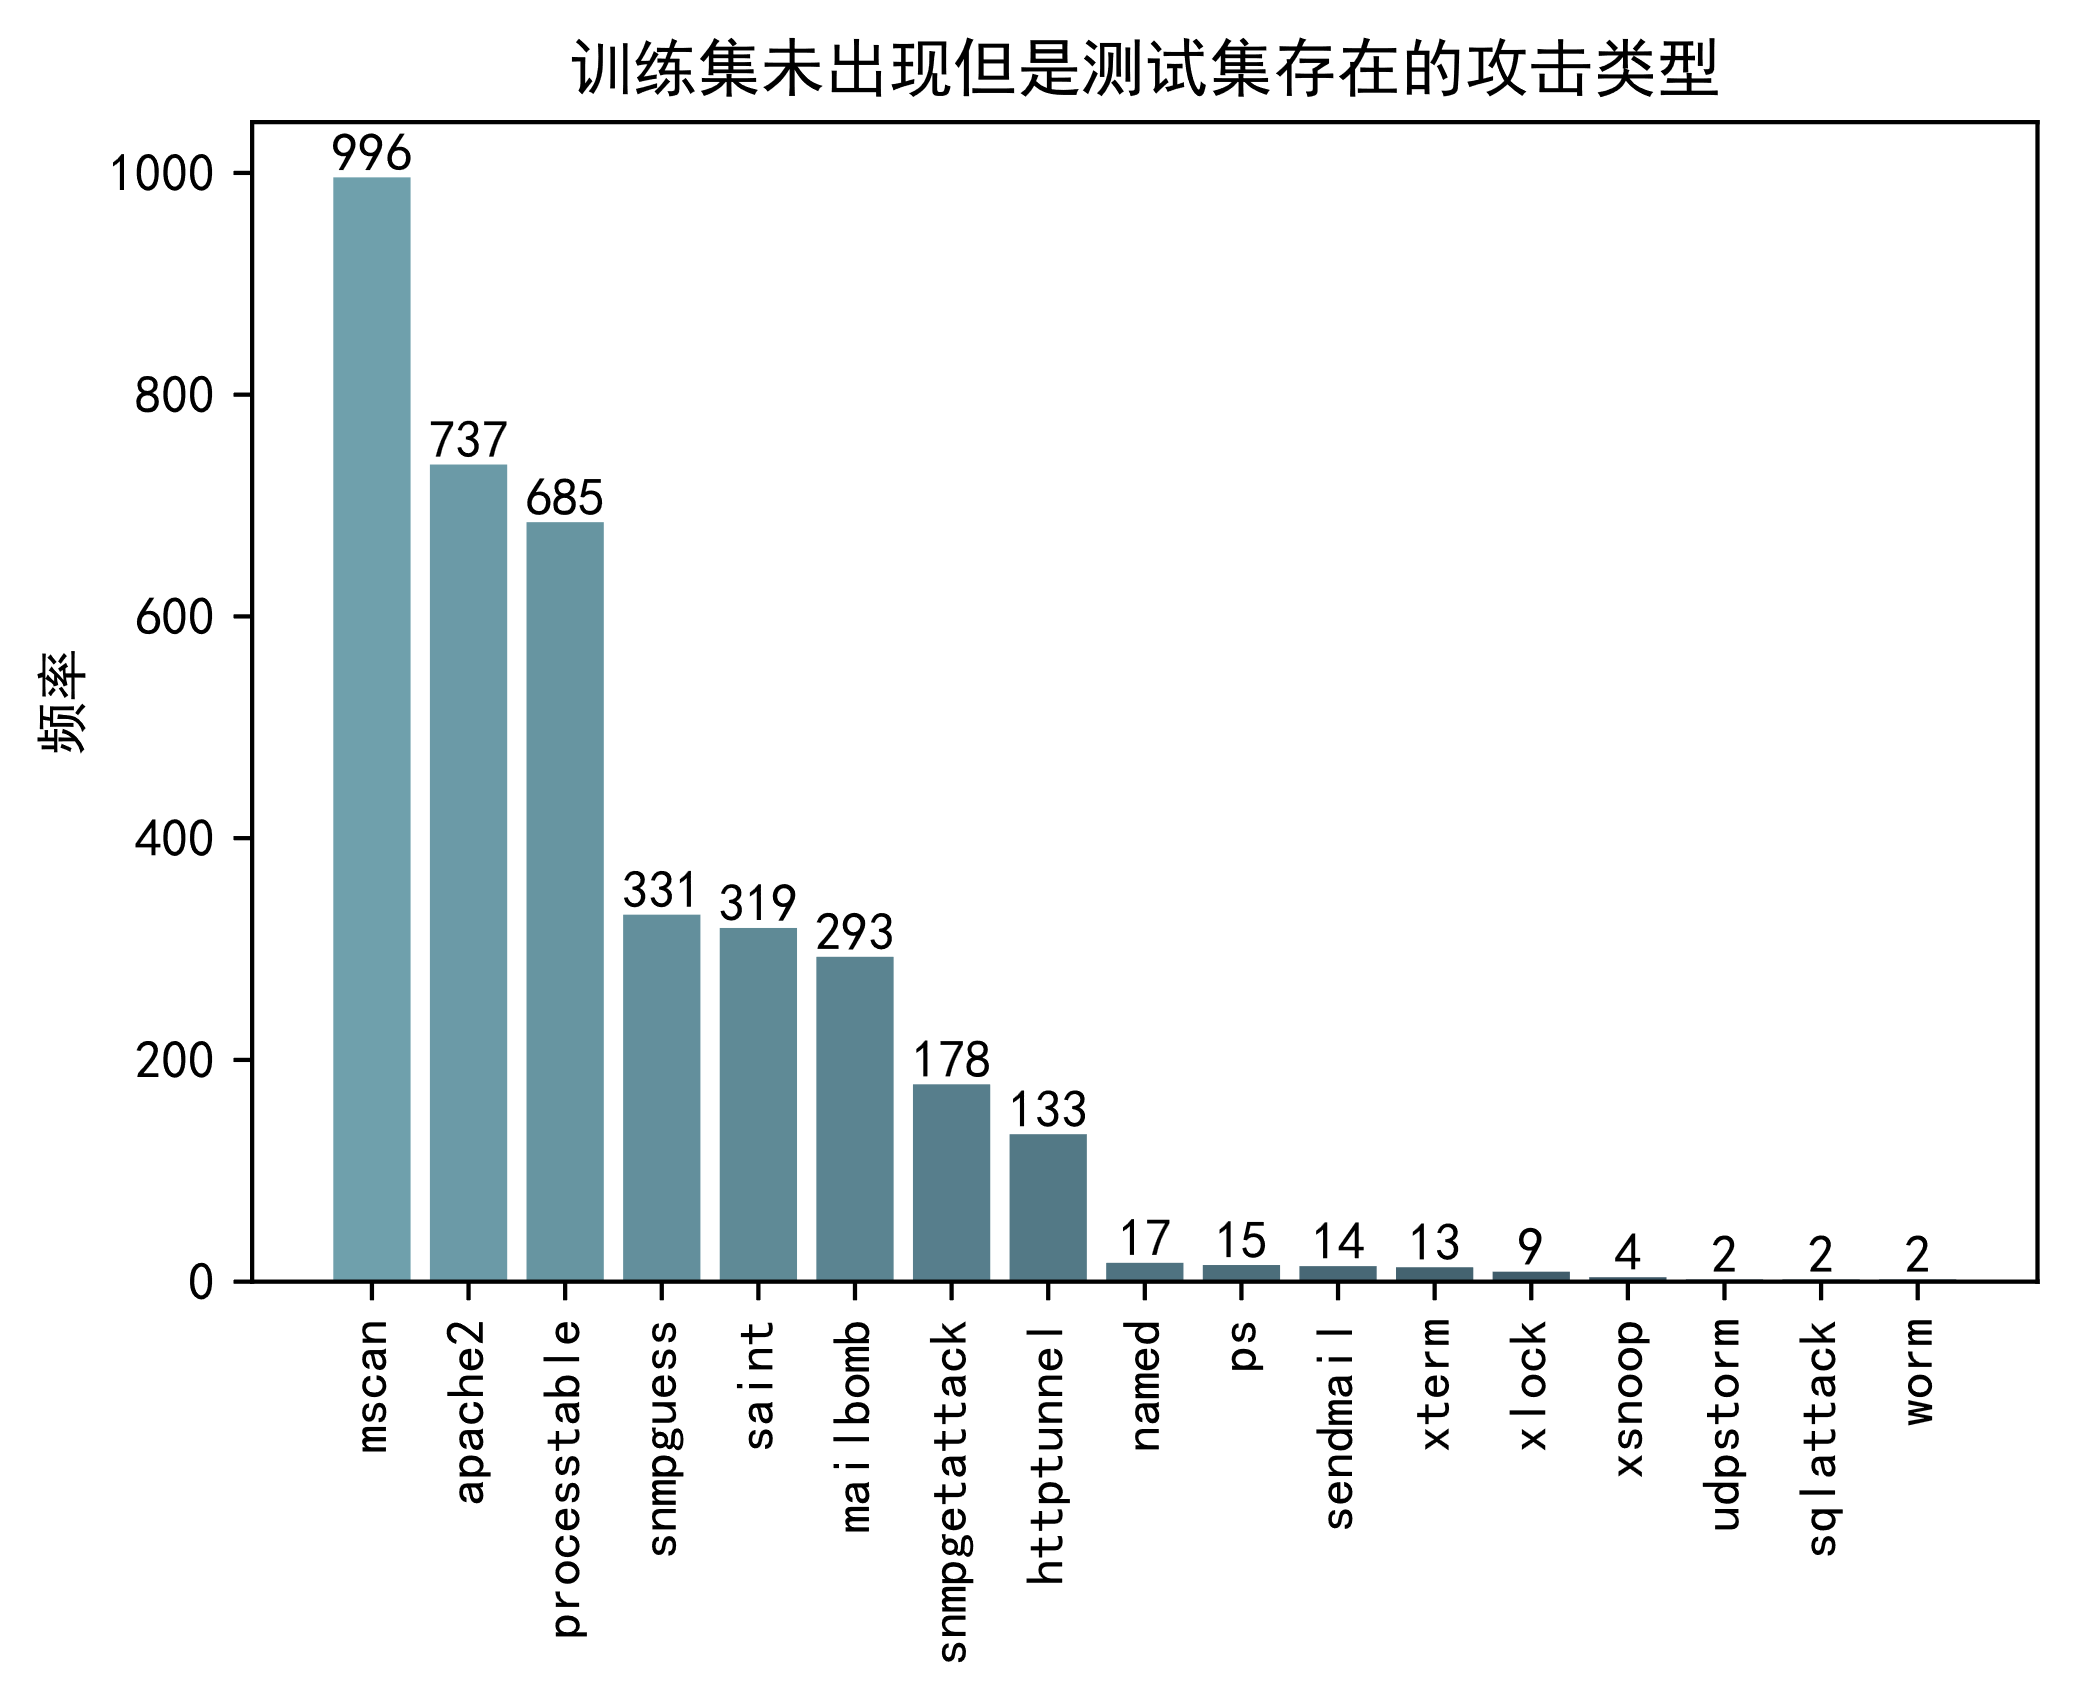 训练集未出现但是测试集存在的攻击类型
频率
1000
800
600
400
200
0
996
737
685
331
319
293
178
133
17
15
14
13
9
4
2
2
2
mscan
apache2
processtable
snmpguess
saint
mailbomb
snmpgetattack
httptunnel
named
ps
sendmail
xterm
xlock
xsnoop
udpstorm
sqlattack
worm